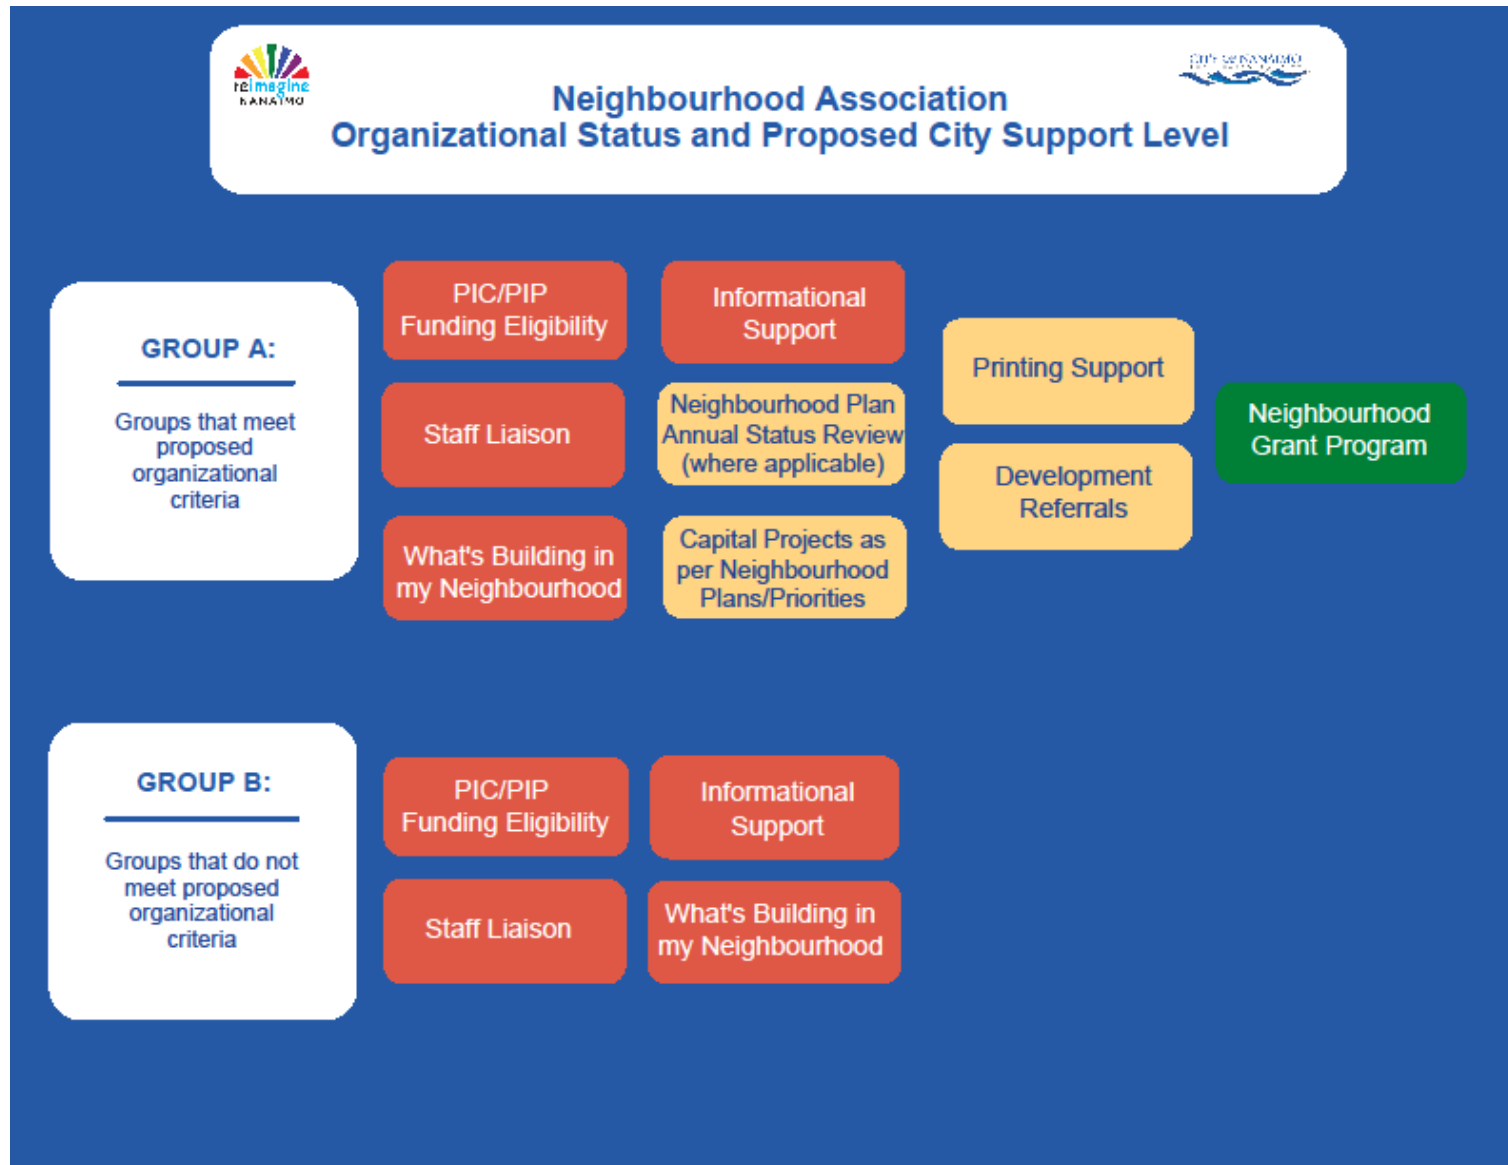 reimagine
NANAIMO
CITY OF NANAIMO
Neighbourhood Association
Organizational Status and Proposed City Support Level
GROUP A:
Groups that meet
proposed
organizational
criteria
PIC/PIP
Funding Eligibility
Informational
Support
Printing Support
Staff Liaison
Neighbourhood Plan
Annual Status Review
(where applicable)
Neighbourhood
Grant Program
Development
Referrals
What's Building in
my Neighbourhood
Capital Projects as
per Neighbourhood
Plans/Priorities
GROUP B:
Groups that do not
meet proposed
organizational
criteria
PIC/PIP
Funding Eligibility
Informational
Support
Staff Liaison
What's Building in
my Neighbourhood